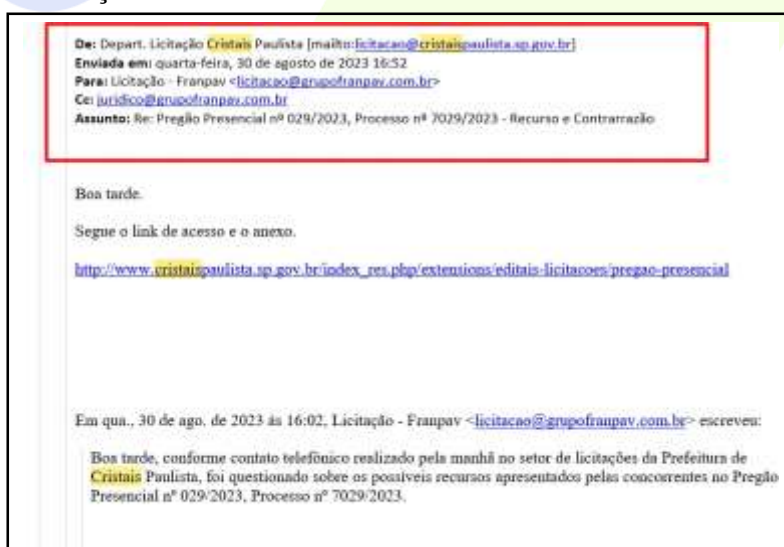 De: Depart. Licitação Cristais Paulista [mailto:licitacao@cristaispaulista.sp.gov.br]
Enviada em: quarta-feira, 30 de agosto de 2023 16:52
Para: Licitação - Franpav <licitacao@grupofranpav.com.br>
Cc: juridico@grupofranpav.com.br
Assunto: Re: Pregão Presencial nº 029/2023, Processo nº 7029/2023 - Recurso e Contrarrazão
Boa tarde.
Segue o link de acesso e o anexo.
http://www.cristaispaulista.sp.gov.br/index_res.php/extensions/editais-licitacoes/pregao-presencial
Em qua., 30 de ago. de 2023 às 16:02, Licitação - Franpav <licitacao@grupofranpav.com.br> escreveu:
Boa tarde, conforme contato telefônico realizado pela manhã no setor de licitações da Prefeitura de
Cristais Paulista, foi questionado sobre os possíveis recursos apresentados pelas concorrentes no Pregão
Presencial nº 029/2023, Processo nº 7029/2023.